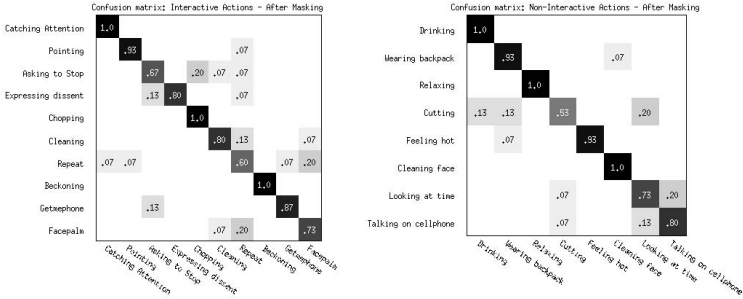 Confusion matrix: Interactive Actions - After Masking
Catching Attention 1.0
Pointing .93 .07
Asking to Stop .67 .20 .07 .07
Expressing dissent .13 .80 .07
Chopping 1.0
Cleaning .80 .13 .07
Repeat .07 .07 .60 .07 .20
Beckoning 1.0
Getmephone .13 .87
Facepalm .07 .20 .73
Catching Attention
Pointing
Asking to Stop
Expressing dissent
Chopping
Cleaning
Repeat
Beckoning
Getmephone
Facepalm
Confusion matrix: Non-Interactive Actions - After Masking
Drinking 1.0
Wearing backpack .93 .07
Relaxing 1.0
Cutting .13 .13 .53 .20
Feeling hot .07 .93
Cleaning face 1.0
Looking at time .07 .73 .20
Talking on cellphone .07 .13 .80
Drinking
Wearing backpack
Relaxing
Cutting
Feeling hot
Cleaning face
Looking at time
Talking on cellphone